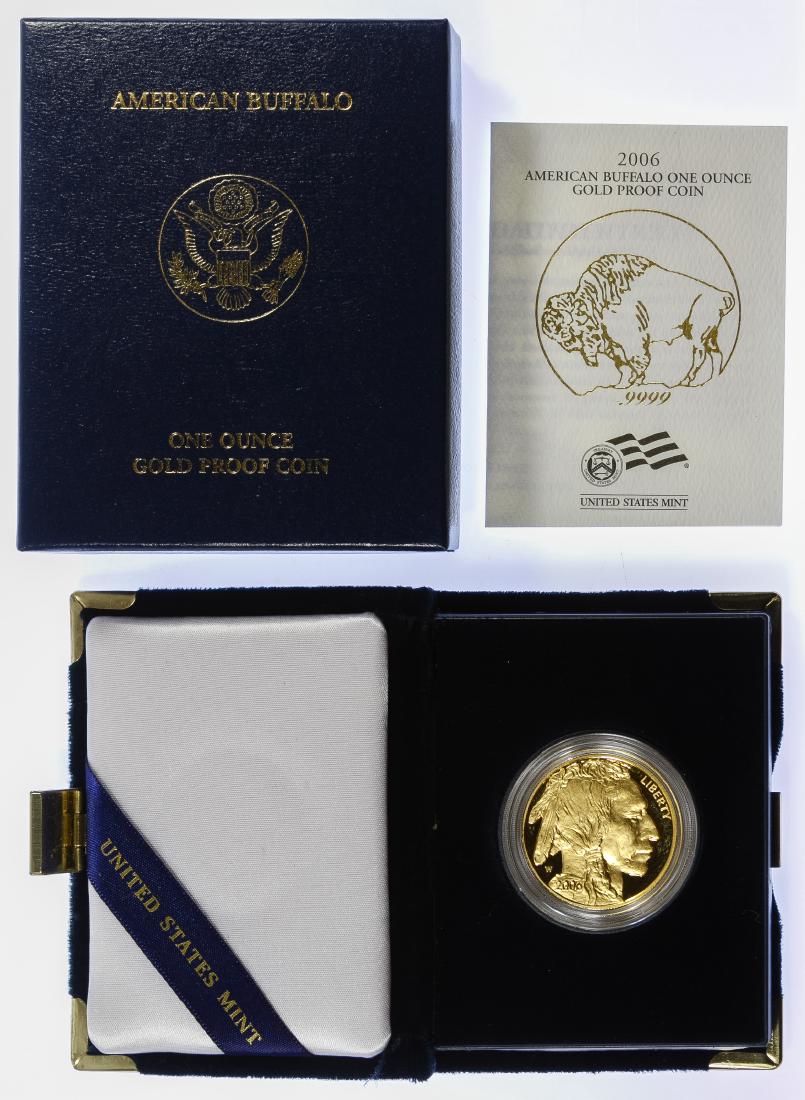 AMERICAN BUFFALO
ONE OUNCE
GOLD PROOF COIN
2006
AMERICAN BUFFALO ONE OUNCE
GOLD PROOF COIN
.9999
UNITED STATES MINT
UNITED STATES MINT
LIBERTY
W
2006